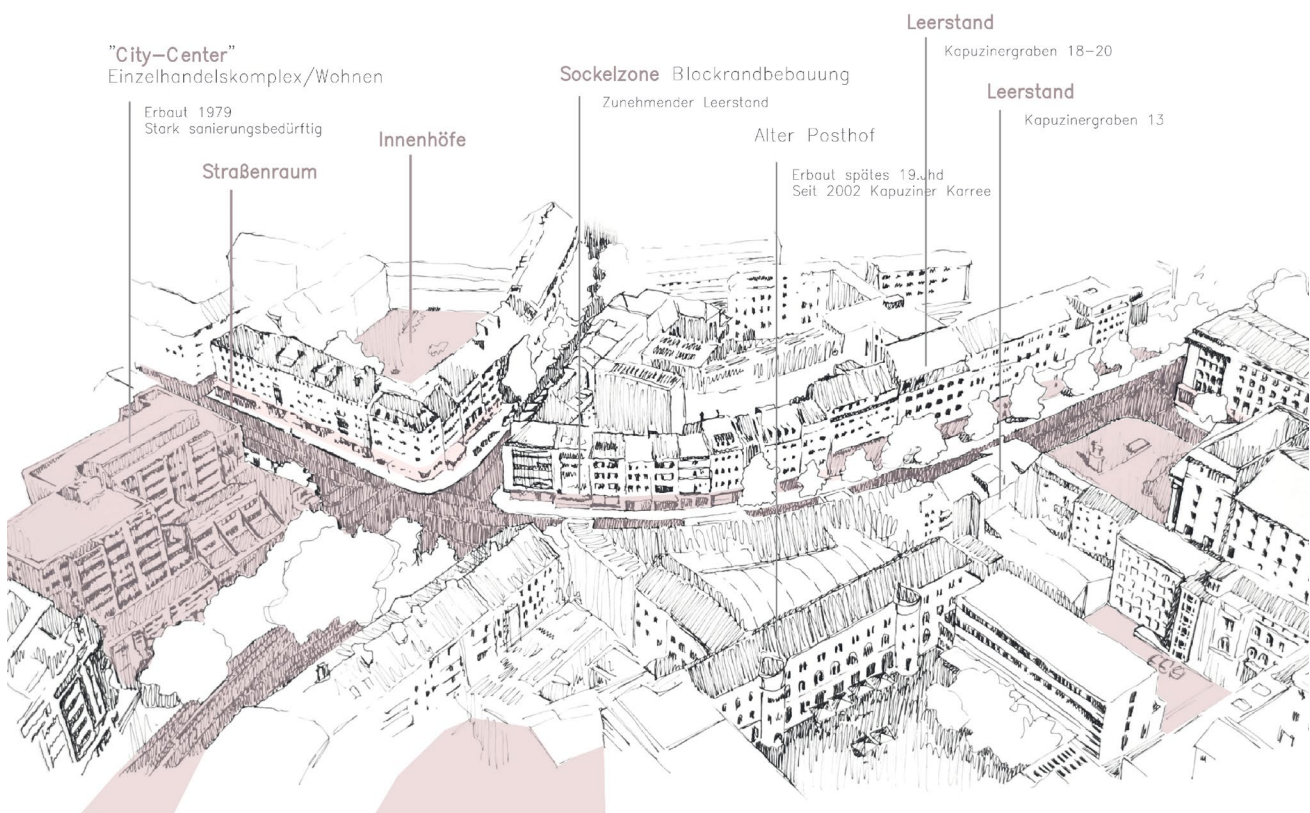 "City-Center"
Einzelhandelskomplex/Wohnen
Erbaut 1979
Stark sanierungsbedürftig
Straßenraum
Innenhöfe
Sockelzone Blockrandbebauung
Zunehmender Leerstand
Alter Posthof
Erbaut spätes 19.Jhd
Seit 2002 Kapuziner Karree
Leerstand
Kapuzinergraben 18-20
Leerstand
Kapuzinergraben 13